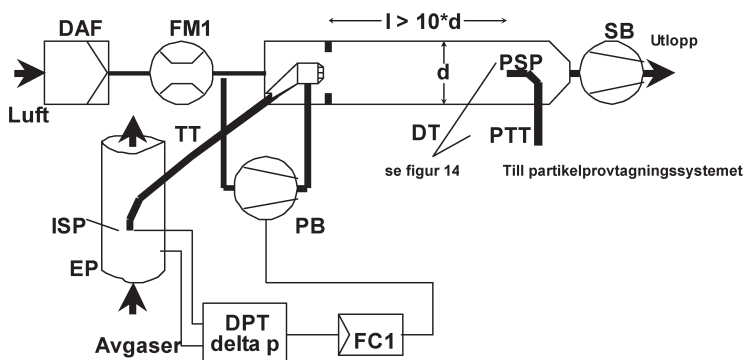 l > 10*d
DAF
FM1
SB
Utlopp
PSP
d
Luft
TT
DT
PTT
se figur 14
Till partikelprovtagningssystemet
ISP
PB
EP
DPT
delta p
FC1
Avgaser